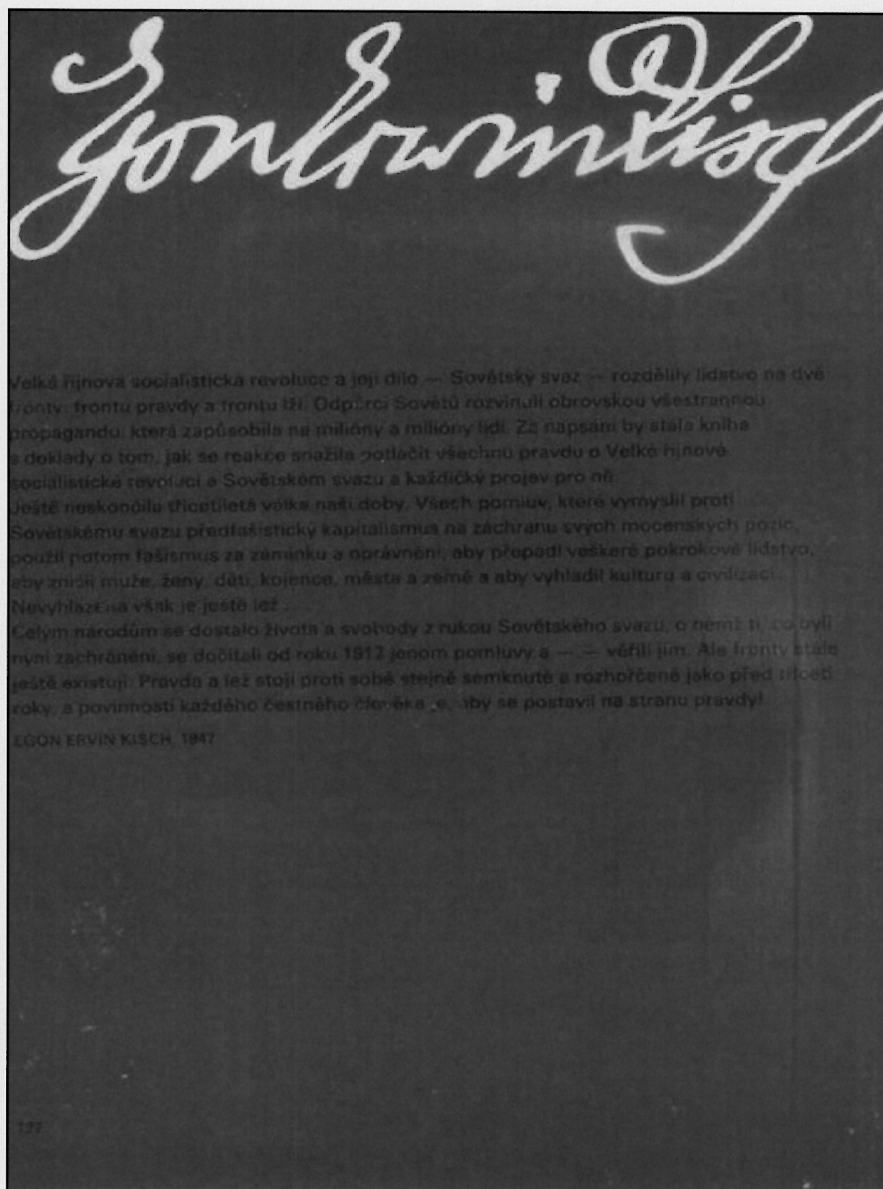 Egon Erwin Kisch
Velká říjnová socialistická revoluce a její dílo — Sovětský svaz — rozdělily lidstvo na dvě
fronty: frontu pravdy a frontu lži. Odpůrci Sovětů rozvinuli obrovskou všestrannou
propagandu, která zapůsobila na milióny a milióny lidí. Za napsání by stála kniha
s doklady o tom, jak se reakce snažila potlačit všechnu pravdu o Velké říjnové
socialistické revoluci a Sovětském svazu a každičký projev pro ně.
Ještě neskončila třicetiletá válka naší doby. Všech pomluv, které vymyslil proti
Sovětskému svazu předfašistický kapitalismus na záchranu svých mocenských pozic,
použil potom fašismus za záminku a oprávnění, aby přepadl veškeré pokrokové lidstvo,
aby zničil muže, ženy, děti, kojence, města a země a aby vyhladil kulturu a civilizaci.
Nevyhlazena však je ještě lež . . .
Celým národům se dostalo života a svobody z rukou Sovětského svazu, o němž ti, co byli
nyní zachráněni, se dočítali od roku 1917 jenom pomluvy a — — věřili jim. Ale fronty stále
ještě existují. Pravda a lež stojí proti sobě stejně semknutě a rozhořčeně jako před třiceti
roky, a povinností každého čestného člověka je, aby se postavil na stranu pravdy!
EGON ERVÍN KISCH, 1947